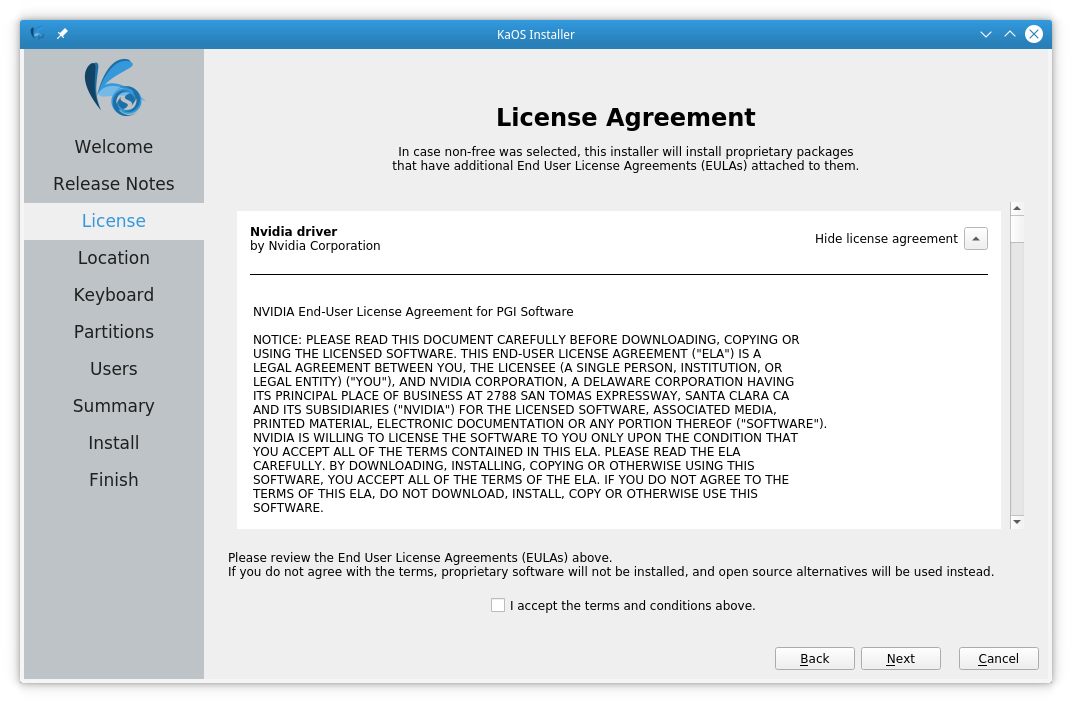 KaOS Installer
Welcome
Release Notes
License
Location
Keyboard
Partitions
Users
Summary
Install
Finish
License Agreement
In case non-free was selected, this installer will install proprietary packages
that have additional End User License Agreements (EULAs) attached to them.
Nvidia driver
by Nvidia Corporation
Hide license agreement
NVIDIA End-User License Agreement for PGI Software
NOTICE: PLEASE READ THIS DOCUMENT CAREFULLY BEFORE DOWNLOADING, COPYING OR
USING THE LICENSED SOFTWARE. THIS END-USER LICENSE AGREEMENT ("ELA") IS A
LEGAL AGREEMENT BETWEEN YOU, THE LICENSEE (A SINGLE PERSON, INSTITUTION, OR
LEGAL ENTITY) ("YOU"), AND NVIDIA CORPORATION, A DELAWARE CORPORATION HAVING
ITS PRINCIPAL PLACE OF BUSINESS AT 2788 SAN TOMAS EXPRESSWAY, SANTA CLARA CA
AND ITS SUBSIDIARIES ("NVIDIA") FOR THE LICENSED SOFTWARE, ASSOCIATED MEDIA,
PRINTED MATERIAL, ELECTRONIC DOCUMENTATION OR ANY PORTION THEREOF ("SOFTWARE").
NVIDIA IS WILLING TO LICENSE THE SOFTWARE TO YOU ONLY UPON THE CONDITION THAT
YOU ACCEPT ALL OF THE TERMS CONTAINED IN THIS ELA. PLEASE READ THE ELA
CAREFULLY. BY DOWNLOADING, INSTALLING, COPYING OR OTHERWISE USING THIS
SOFTWARE, YOU ACCEPT ALL OF THE TERMS OF THE ELA. IF YOU DO NOT AGREE TO THE
TERMS OF THIS ELA, DO NOT DOWNLOAD, INSTALL, COPY OR OTHERWISE USE THIS
SOFTWARE.
Please review the End User License Agreements (EULAs) above.
If you do not agree with the terms, proprietary software will not be installed, and open source alternatives will be used instead.
I accept the terms and conditions above.
Back
Next
Cancel